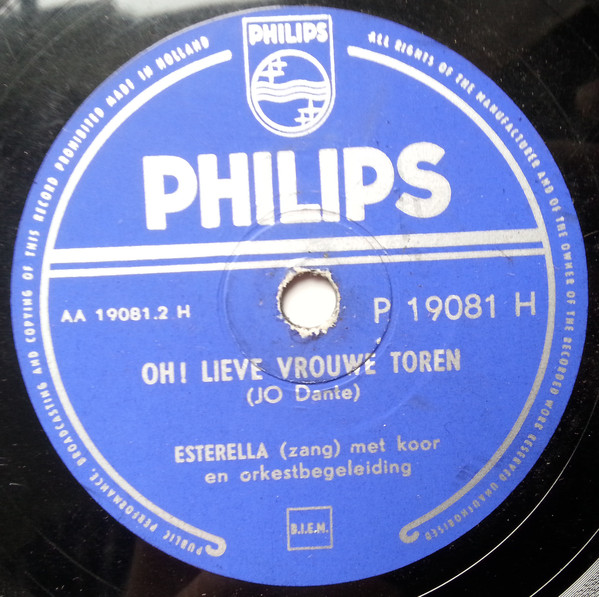 PHILIPS
PHILIPS
AA 19081.2 H
P 19081 H
OH! LIEVE VROUWE TOREN
(JO Dante)
ESTERELLA (zang) met koor
en orkestbegeleiding
B.I.E.M.
MADE IN HOLLAND
ALL RIGHTS OF THE MANUFACTURER AND OF THE OWNER OF THE RECORDED WORK RESERVED UNAUTHORISED
PUBLIC PERFORMANCE, BROADCASTING AND COPYING OF THIS RECORD PROHIBITED